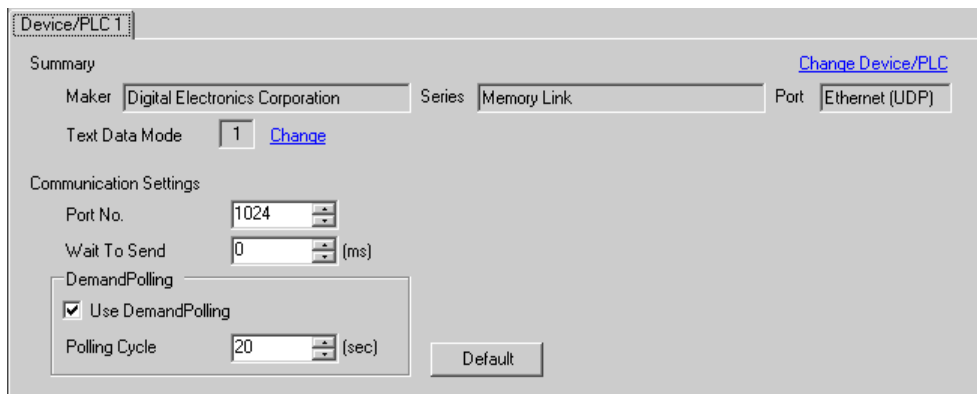 Device/PLC 1
Summary Change Device/PLC
Maker Digital Electronics Corporation Series Memory Link Port Ethernet (UDP)
Text Data Mode 1 Change
Communication Settings
Port No. 1024
Wait To Send 0 (ms)
DemandPolling
Use DemandPolling
Polling Cycle 20 (sec) Default